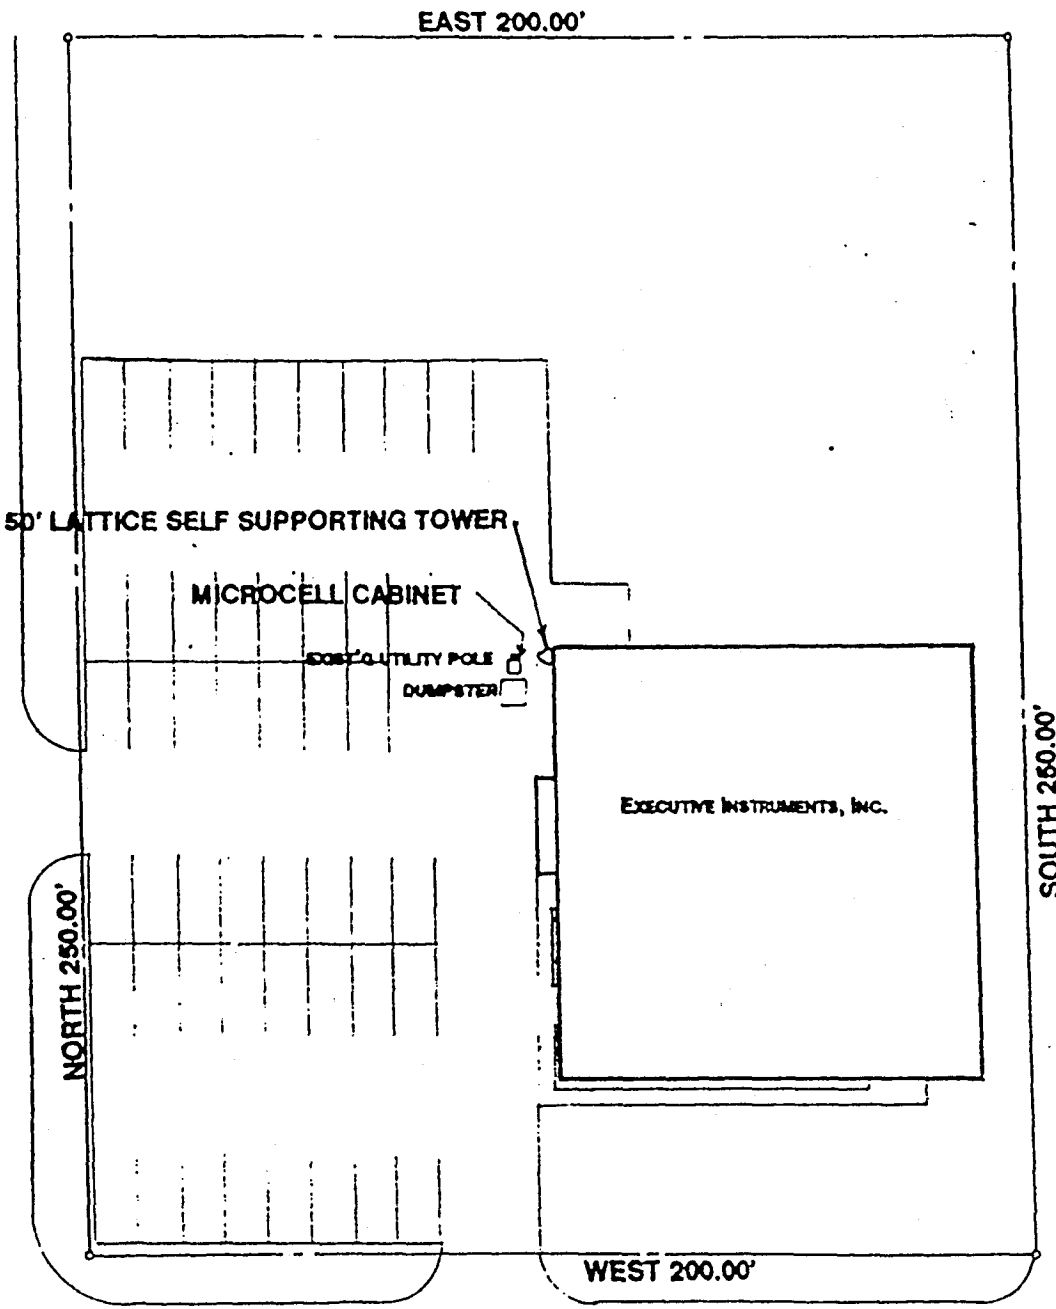 EAST 200.00'
50' LATTICE SELF SUPPORTING TOWER
MICROCELL CABINET
EXIST'G UTILITY POLE
DUMPSTER
EXECUTIVE INSTRUMENTS, INC.
SOUTH 250.00'
NORTH 250.00'
WEST 200.00'